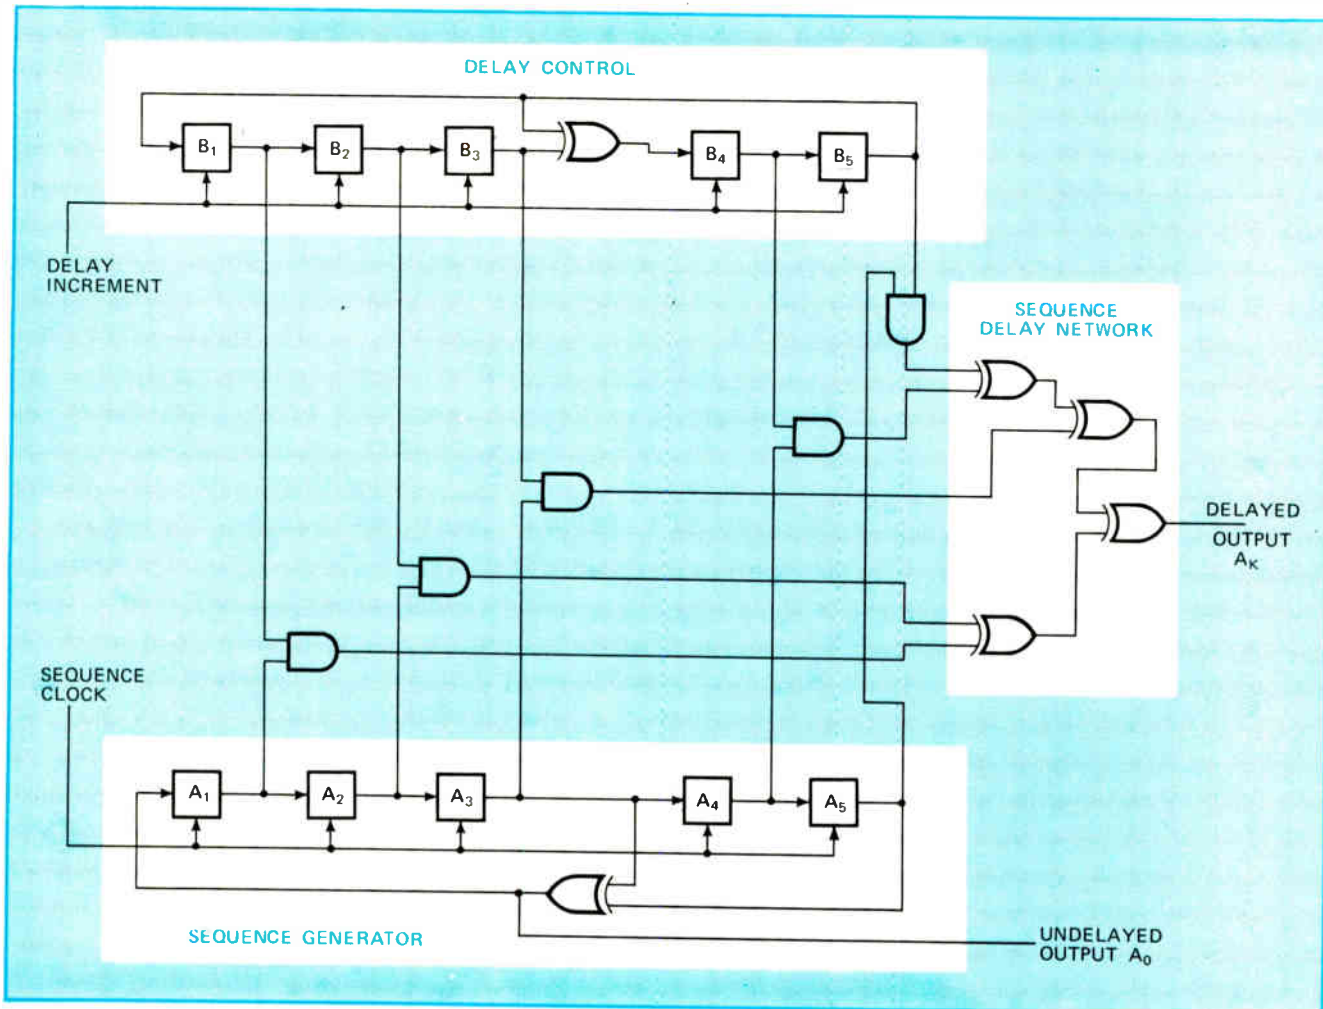 DELAY CONTROL
B1
B2
B3
B4
B5
DELAY
INCREMENT
SEQUENCE
DELAY NETWORK
DELAYED
OUTPUT
AK
SEQUENCE
CLOCK
A1
A2
A3
A4
A5
SEQUENCE GENERATOR
UNDELAYED
OUTPUT A0